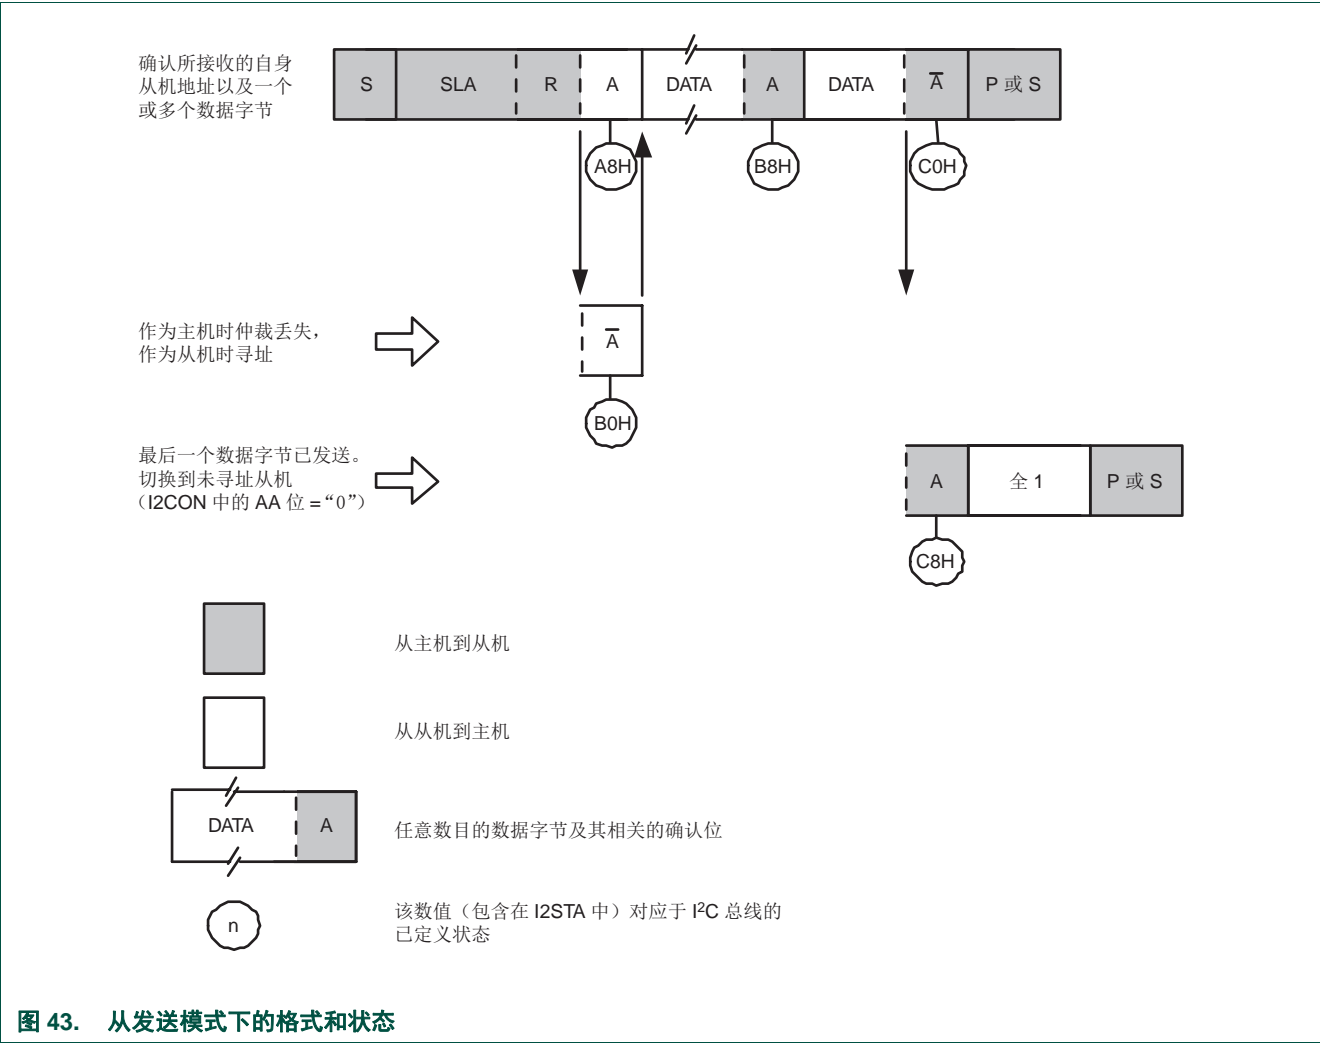 确认所接收的自身
从机地址以及一个
或多个数据字节
S SLA R A DATA A DATA A̅ P 或 S
A8H B8H C0H
作为主机时仲裁丢失，
作为从机时寻址
A̅
B0H
最后一个数据字节已发送。
切换到未寻址从机
（I2CON 中的 AA 位 =“0”）
A 全 1 P 或 S
C8H
从主机到从机
从从机到主机
DATA A
任意数目的数据字节及其相关的确认位
n
该数值（包含在 I2STA 中）对应于 I²C 总线的
已定义状态
图 43. 从发送模式下的格式和状态